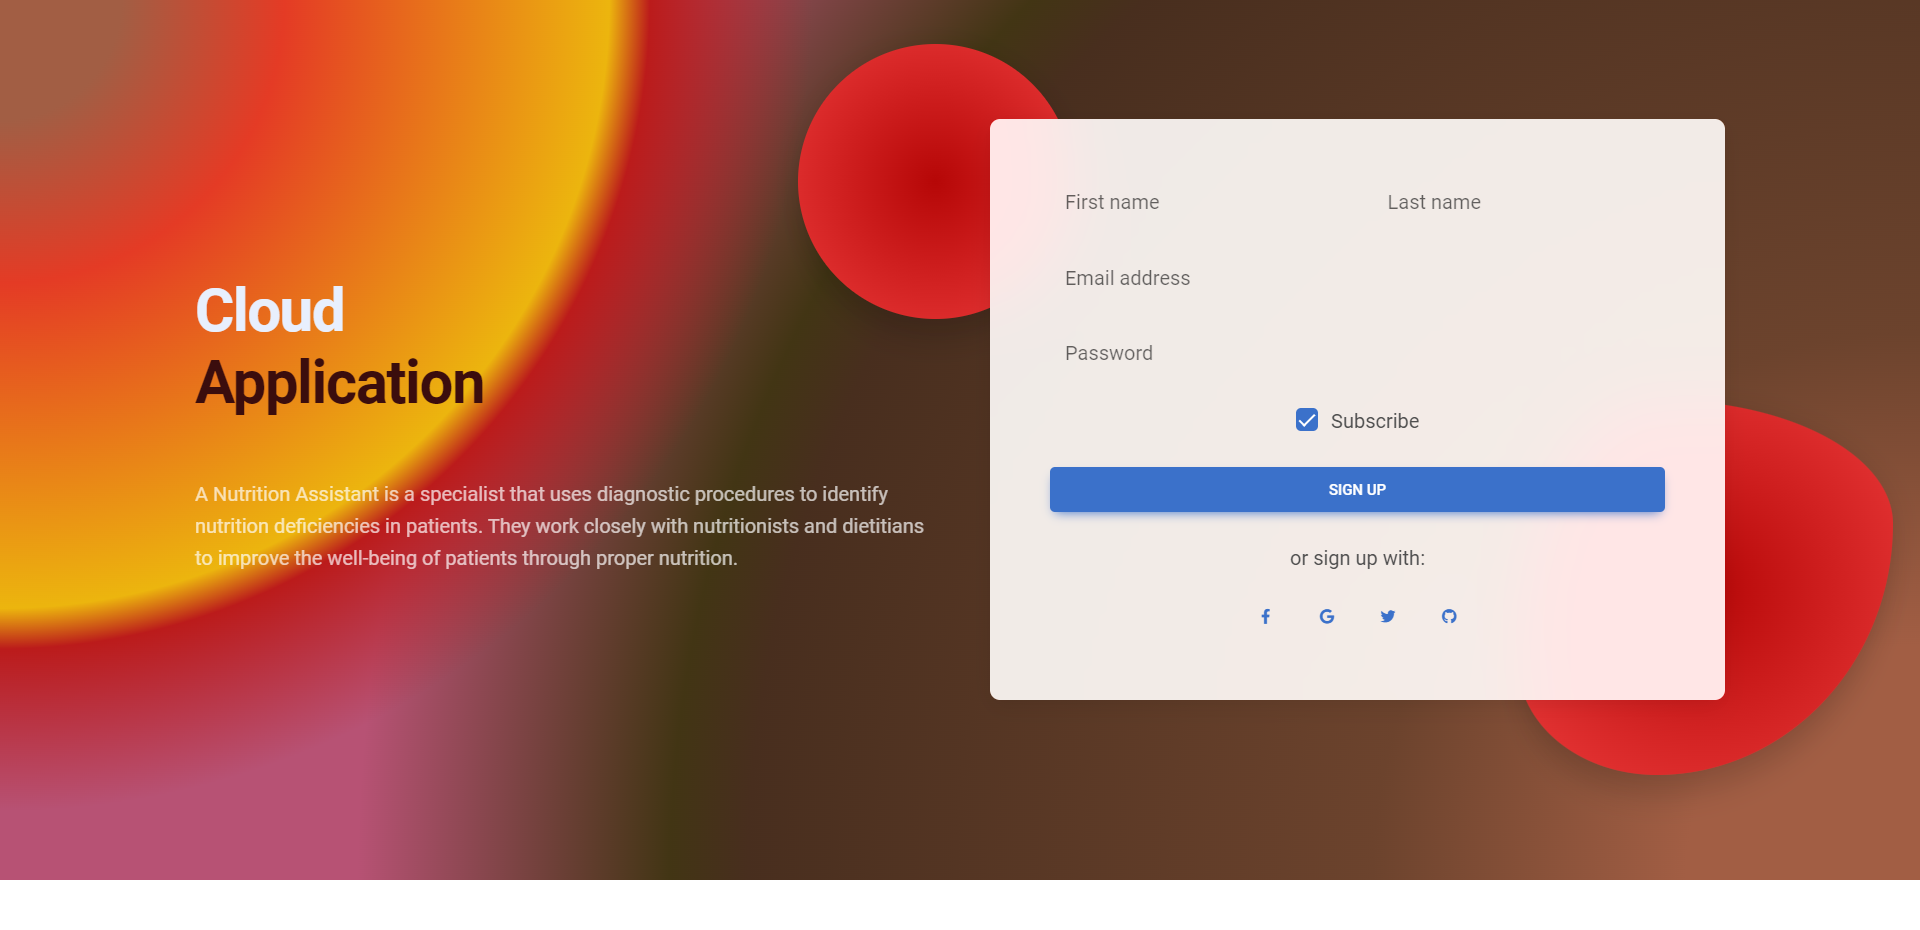 Cloud
Application
A Nutrition Assistant is a specialist that uses diagnostic procedures to identify
nutrition deficiencies in patients. They work closely with nutritionists and dietitians
to improve the well-being of patients through proper nutrition.
First name
Last name
Email address
Password
Subscribe
SIGN UP
or sign up with: